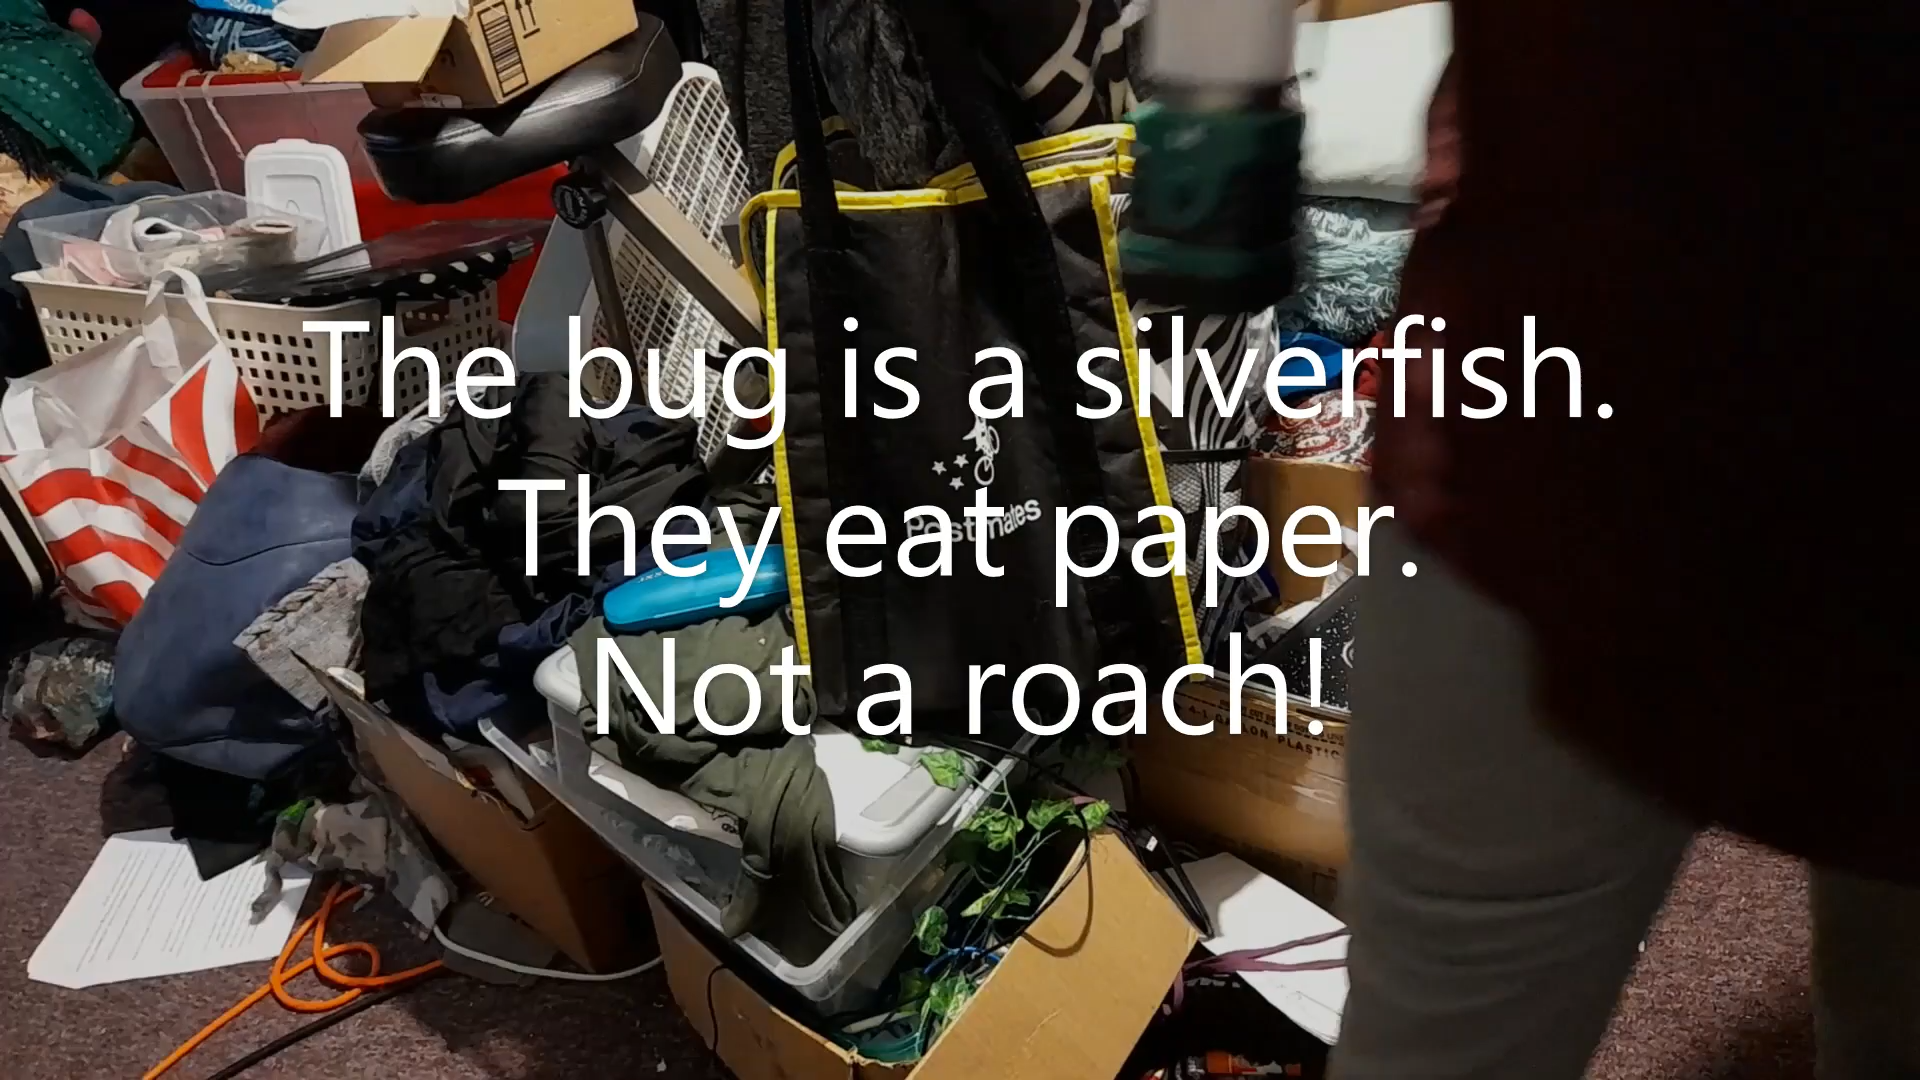 The bug is a silverfish.
They eat paper.
Postmates
Not a roach!